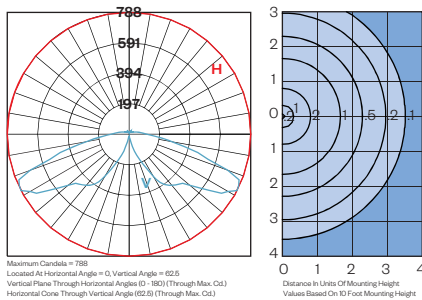 788
591
394
197
H
V
Maximum Candela = 788
Located At Horizontal Angle = 0, Vertical Angle = 62.5
Vertical Plane Through Horizontal Angles (0 - 180) (Through Max. Cd.)
Horizontal Cone Through Vertical Angle (62.5) (Through Max. Cd.)
3
2
1
0
1
2
3
4
.2 1 2 .1 .5 .2 .1
0 1 2 3 4
Distance In Units Of Mounting Height
Values Based On 10 Foot Mounting Height